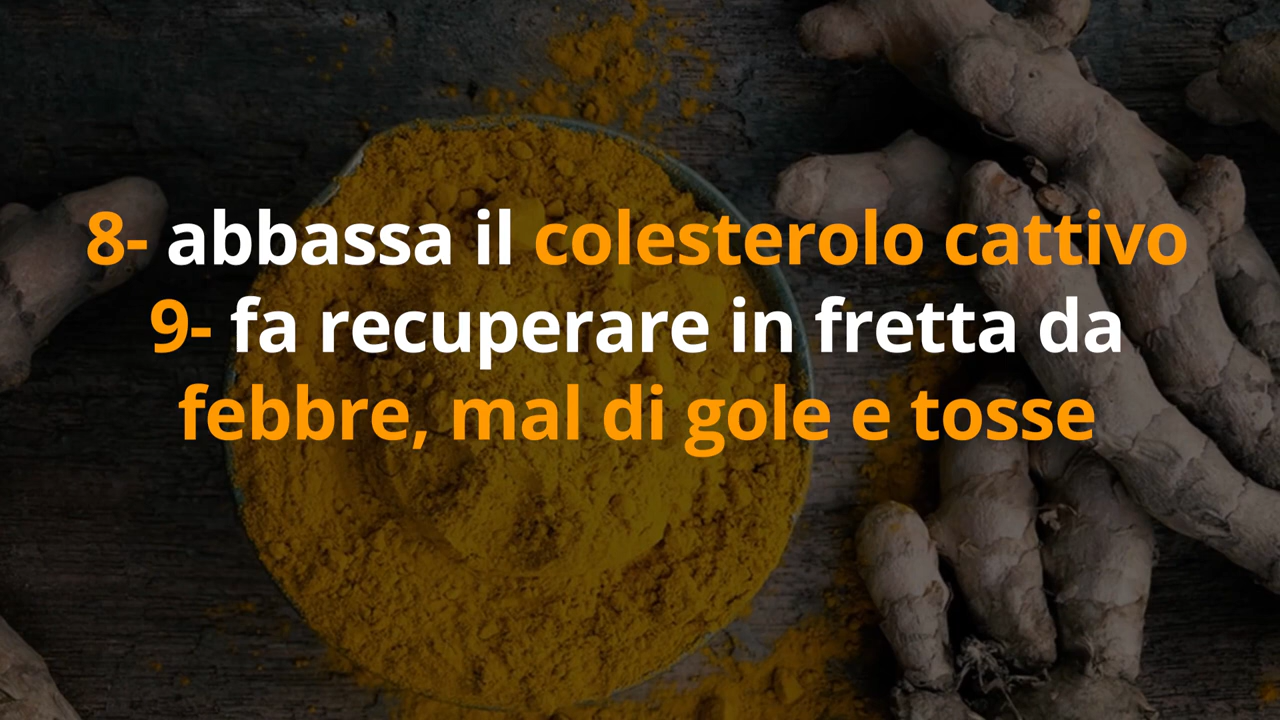 8- abbassa il colesterolo cattivo
9- fa recuperare in fretta da
febbre, mal di gole e tosse